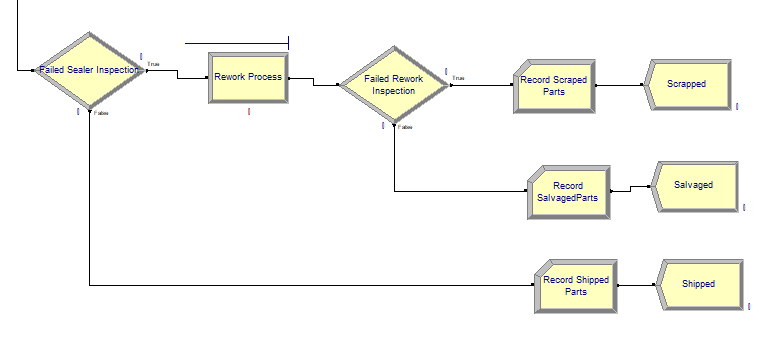 Failed Sealer Inspection
True
False
Rework Process
Failed Rework
Inspection
True
False
Record Scraped
Parts
Scrapped
Record
SalvagedParts
Salvaged
Record Shipped
Parts
Shipped